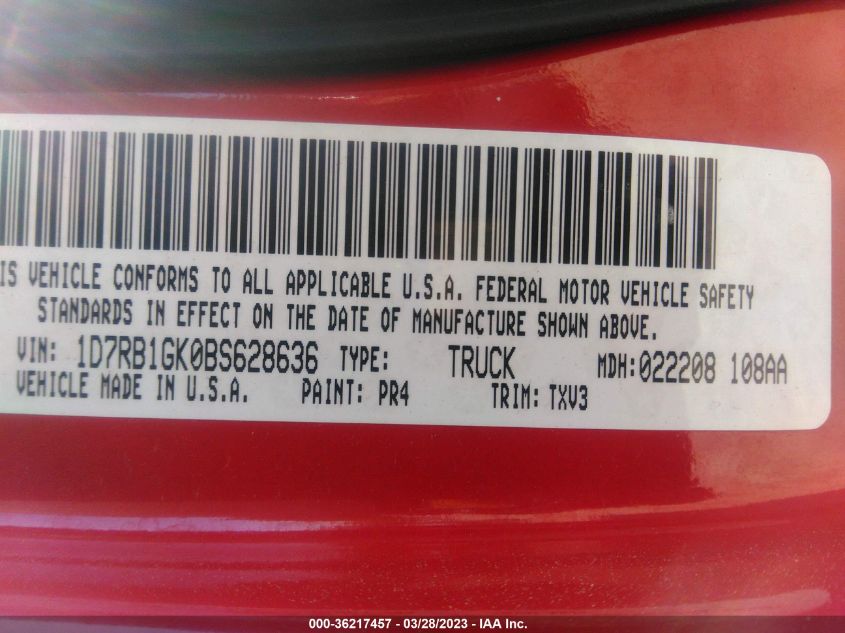 IS VEHICLE CONFORMS TO ALL APPLICABLE U.S.A. FEDERAL MOTOR VEHICLE SAFETY
STANDARDS IN EFFECT ON THE DATE OF MANUFACTURE SHOWN ABOVE.
VIN: 1D7RB1GK0BS628636 TYPE: TRUCK MDH:022208 108AA
VEHICLE MADE IN U.S.A. PAINT: PR4 TRIM: TXV3
000-36217457 - 03/28/2023 - IAA Inc.